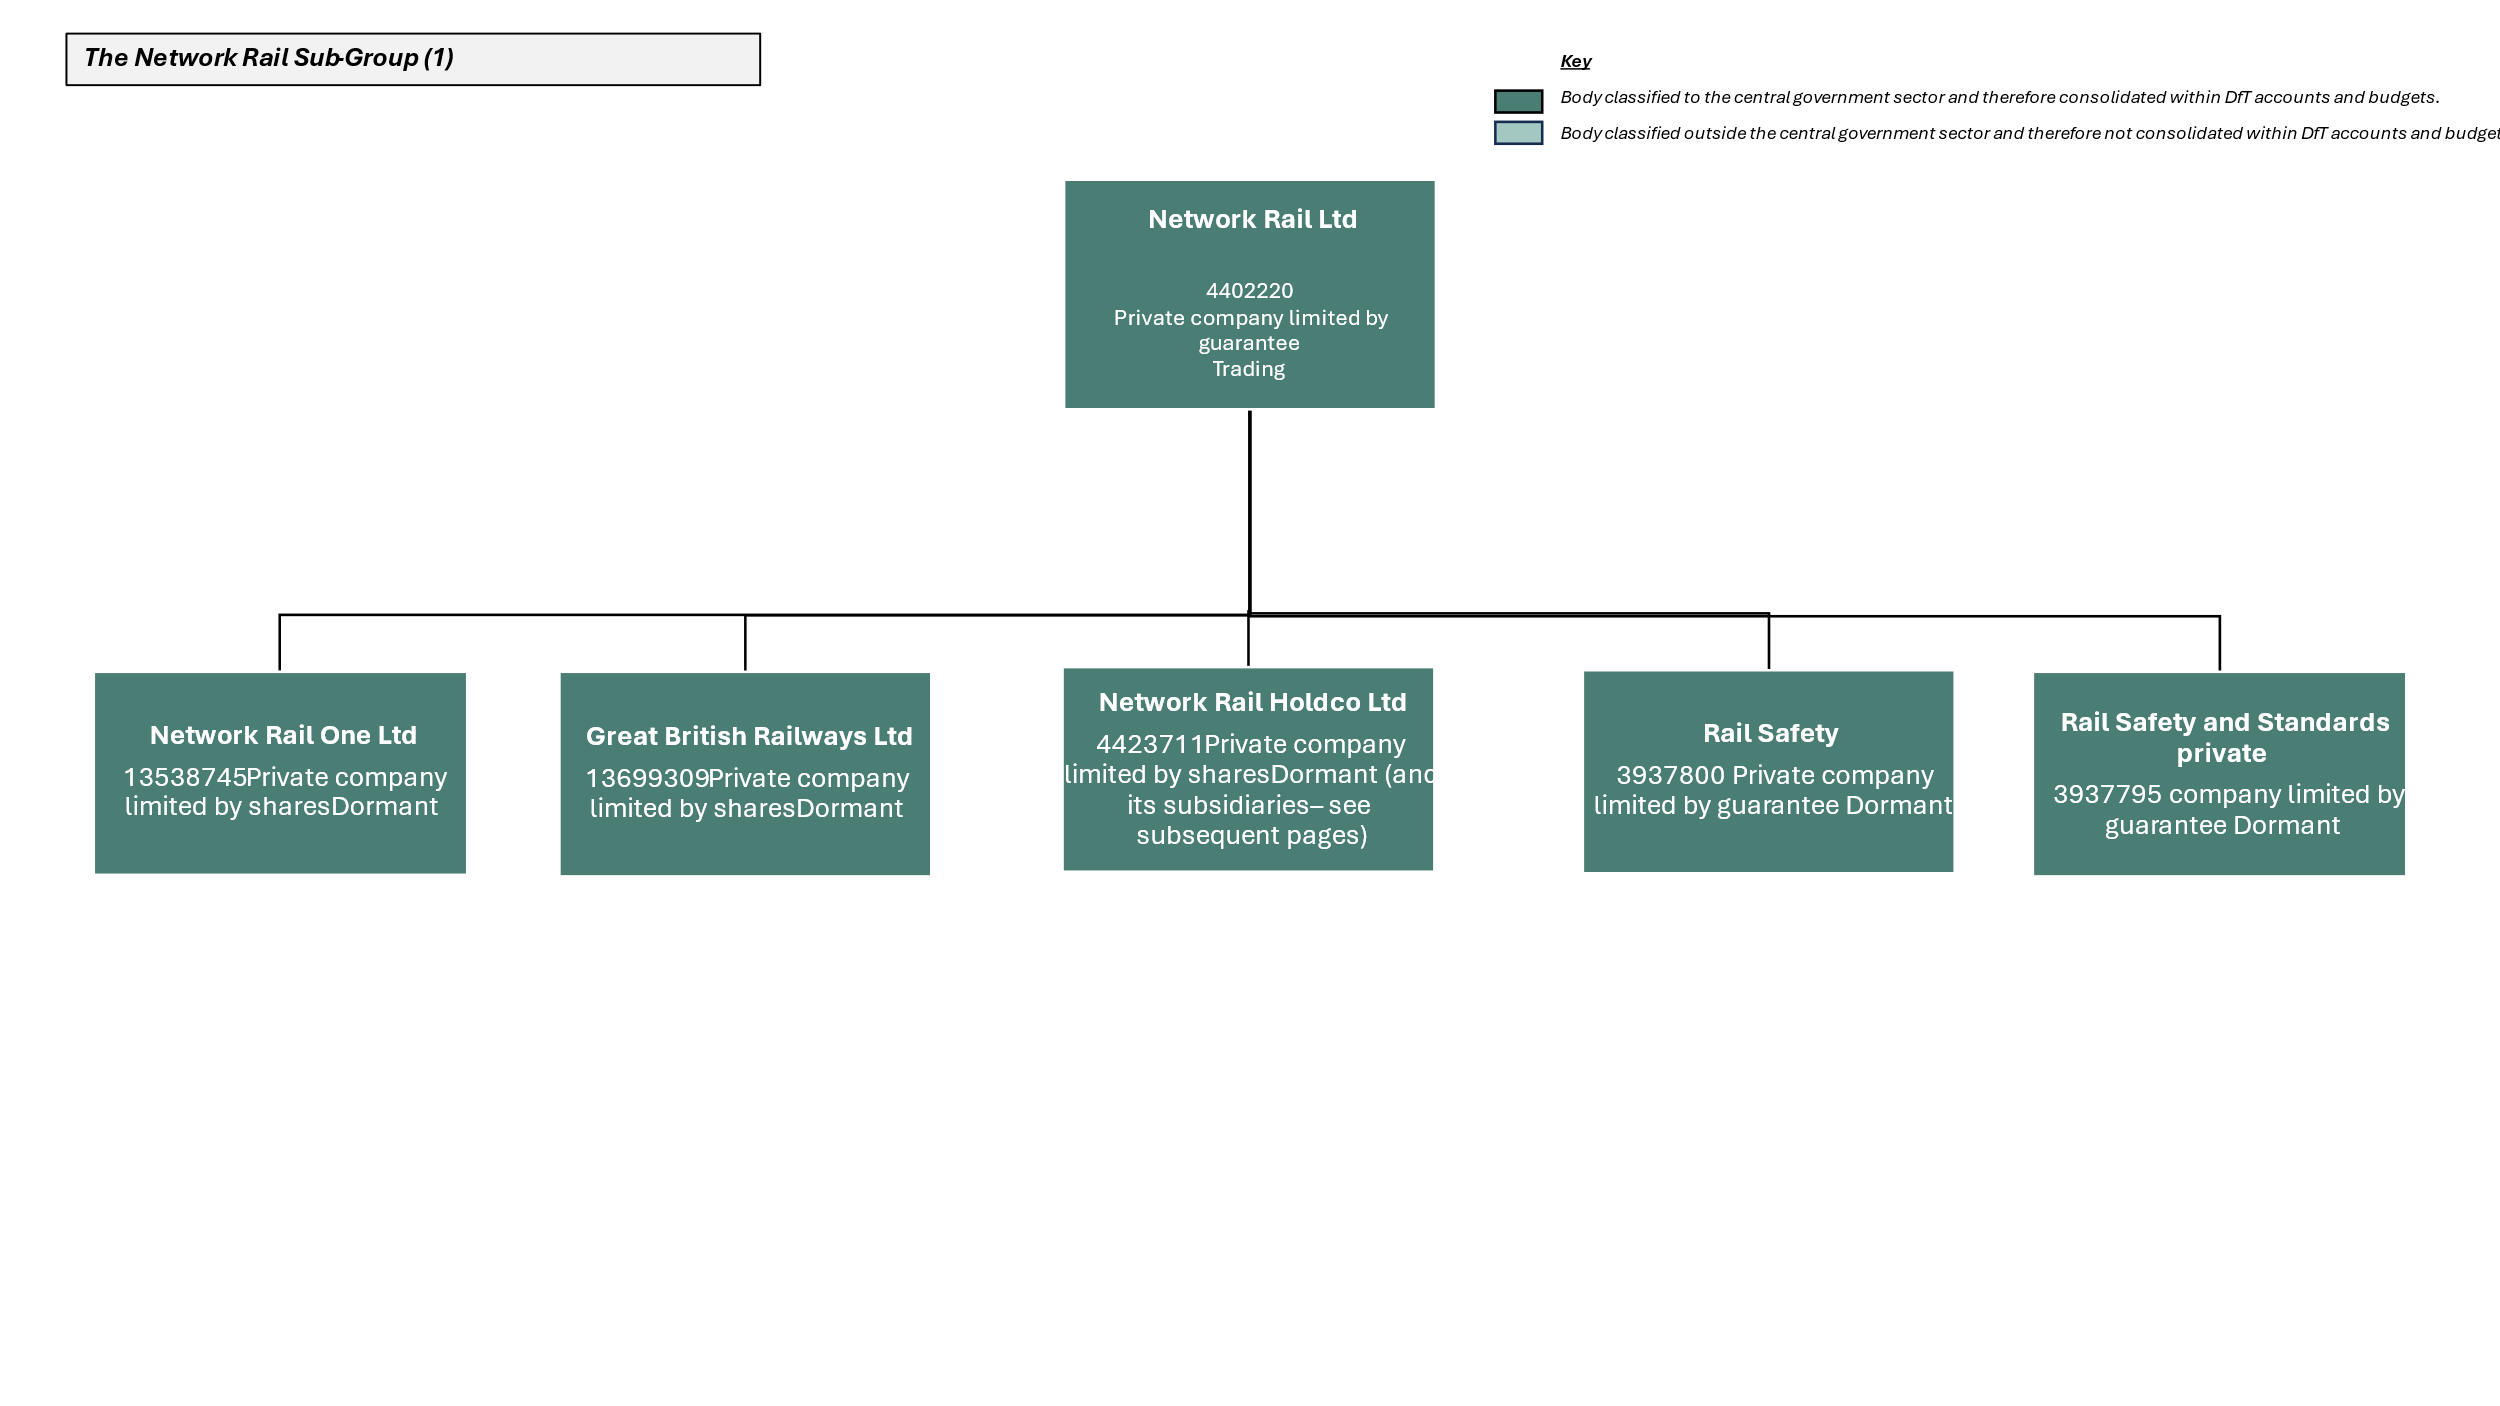 The Network Rail Sub-Group (1)
Key
Body classified to the central government sector and therefore consolidated within DfT accounts and budgets.
Body classified outside the central government sector and therefore not consolidated within DfT accounts and budget
Network Rail Ltd
4402220
Private company limited by
guarantee
Trading
Network Rail One Ltd
13538745Private company
limited by sharesDormant
Great British Railways Ltd
13699309Private company
limited by sharesDormant
Network Rail Holdco Ltd
4423711Private company
limited by sharesDormant (and
its subsidiaries– see
subsequent pages)
Rail Safety
3937800 Private company
limited by guarantee Dormant
Rail Safety and Standards
private
3937795 company limited by
guarantee Dormant